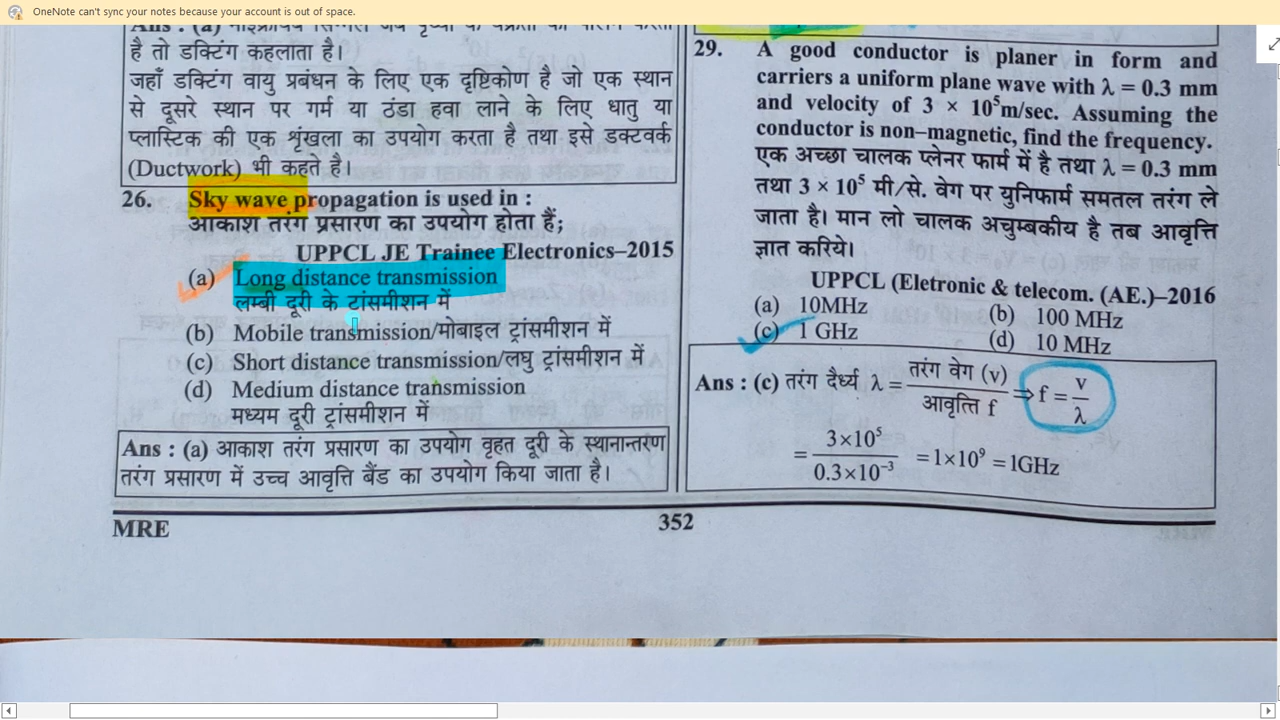 OneNote can't sync your notes because your account is out of space.
Ans : (a) माइक्रोवेव सिग्नल जब पृथ्वी
है तो डक्टिंग कहलाता है।
जहाँ डक्टिंग वायु प्रबंधन के लिए एक दृष्टिकोण है जो एक स्थान
से दूसरे स्थान पर गर्म या ठंडा हवा लाने के लिए धातु या
प्लास्टिक की एक शृंखला का उपयोग करता है तथा इसे डक्टवर्क
(Ductwork) भी कहते है।
26. Sky wave propagation is used in :
आकाश तरंग प्रसारण का उपयोग होता हैं;
UPPCL JE Trainee Electronics–2015
(a) Long distance transmission
लम्बी दूरी के ट्रांसमीशन में
(b) Mobile transmission/मोबाइल ट्रांसमीशन में
(c) Short distance transmission/लघु ट्रांसमीशन में
(d) Medium distance transmission
मध्यम दूरी ट्रांसमीशन में
Ans : (a) आकाश तरंग प्रसारण का उपयोग वृहत दूरी के स्थानान्तरण
तरंग प्रसारण में उच्च आवृत्ति बैंड का उपयोग किया जाता है।
29. A good conductor is planer in form and
carriers a uniform plane wave with λ = 0.3 mm
and velocity of 3 × 10⁵m/sec. Assuming the
conductor is non–magnetic, find the frequency.
एक अच्छा चालक प्लेनर फार्म में है तथा λ = 0.3 mm
तथा 3 × 10⁵ मी/से. वेग पर युनिफार्म समतल तरंग ले
जाता है। मान लो चालक अचुम्बकीय है तब आवृत्ति
ज्ञात करिये।
UPPCL (Eletronic & telecom. (AE.)–2016
(a) 10MHz (b) 100 MHz
(c) 1 GHz (d) 10 MHz
Ans : (c) तरंग दैर्ध्य λ = तरंग वेग (v) / आवृत्ति f ⇒ f = v / λ
= 3×10⁵ / 0.3×10⁻³ = 1×10⁹ = 1GHz
MRE 352